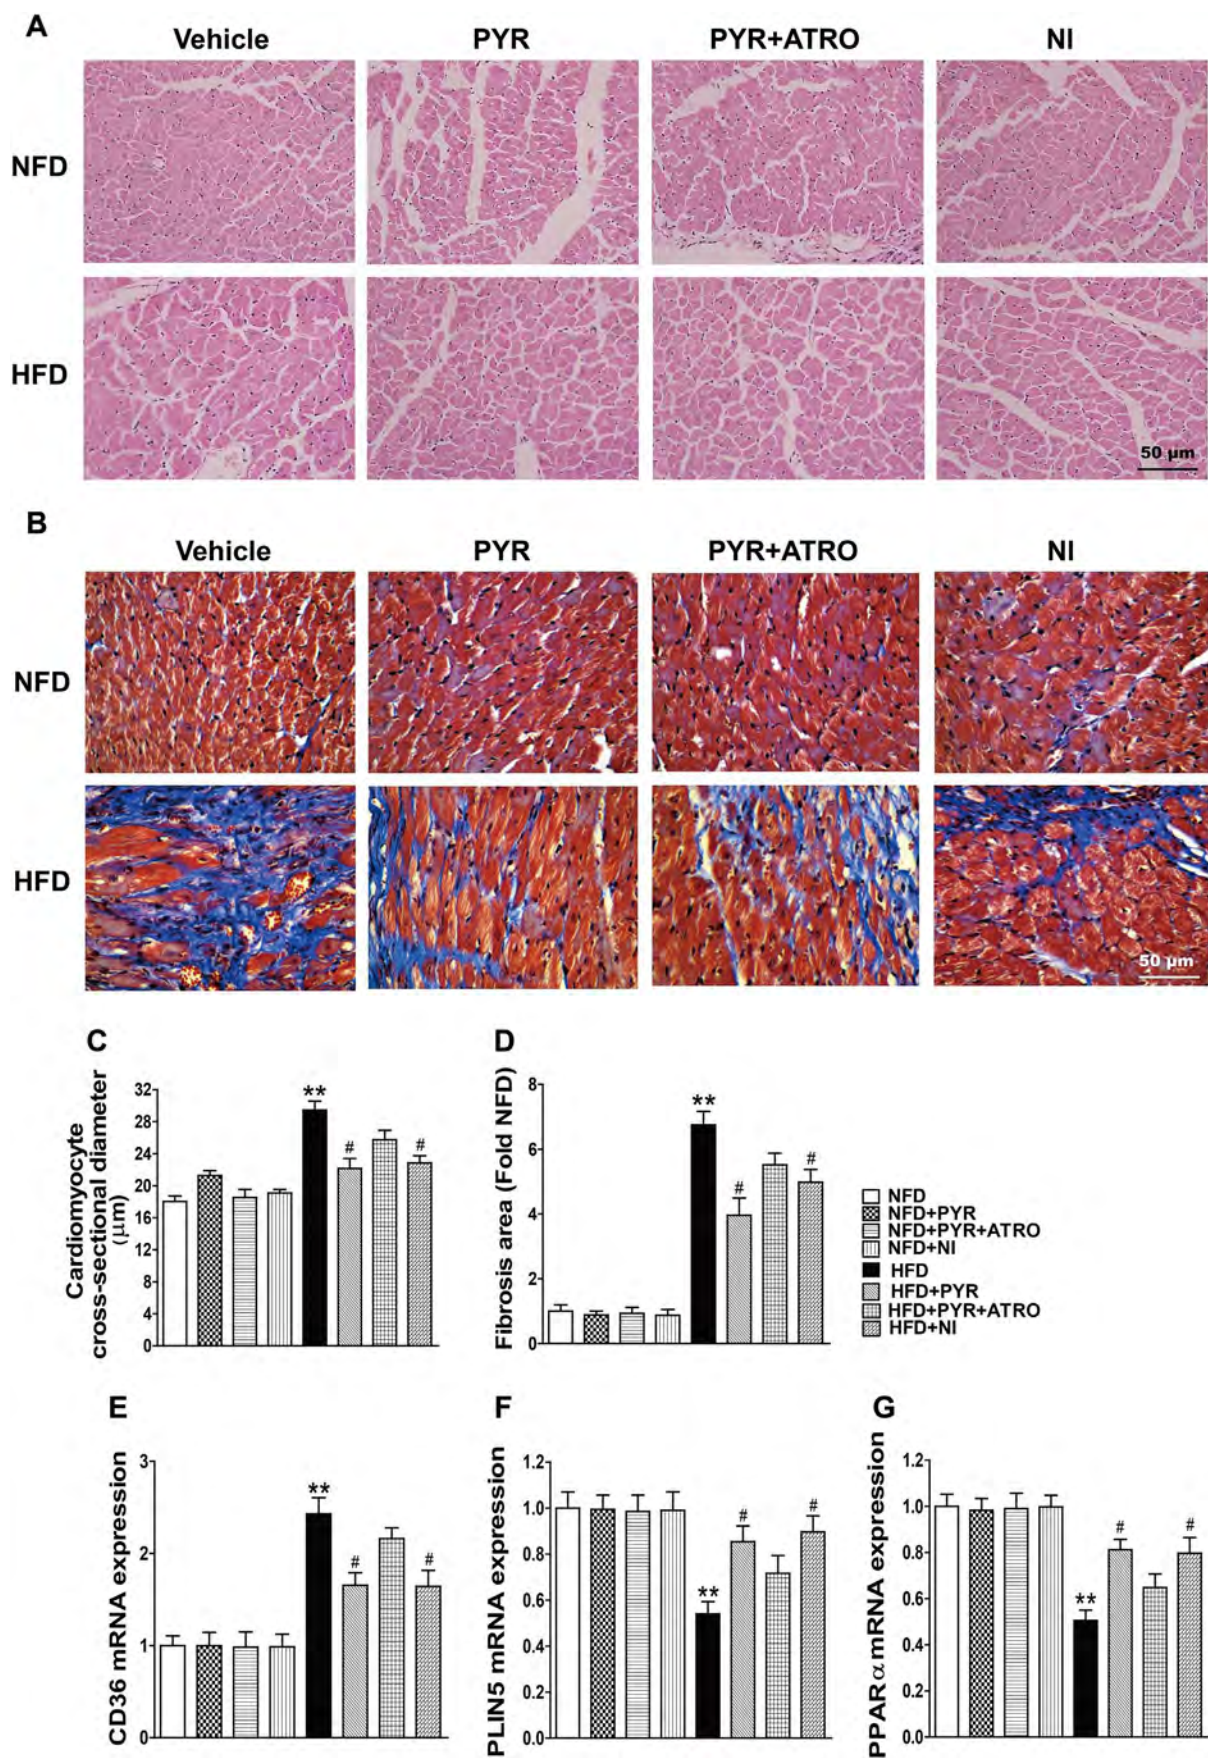 A
Vehicle PYR PYR+ATRO NI
NFD
HFD
50 µm
B
Vehicle PYR PYR+ATRO NI
NFD
HFD
50 µm
C
Cardiomyocyte
cross-sectional diameter
(µm)
32
28
24
20
16
12
8
4
0
**
#
#
D
Fibrosis area (Fold NFD)
8
6
4
2
0
**
#
#
NFD
NFD+PYR
NFD+PYR+ATRO
NFD+NI
HFD
HFD+PYR
HFD+PYR+ATRO
HFD+NI
E
CD36 mRNA expression
3
2
1
0
**
#
#
F
PLIN5 mRNA expression
1.2
1.0
0.8
0.6
0.4
0.2
0.0
**
#
#
G
PPARα mRNA expression
1.2
1.0
0.8
0.6
0.4
0.2
0.0
**
#
#